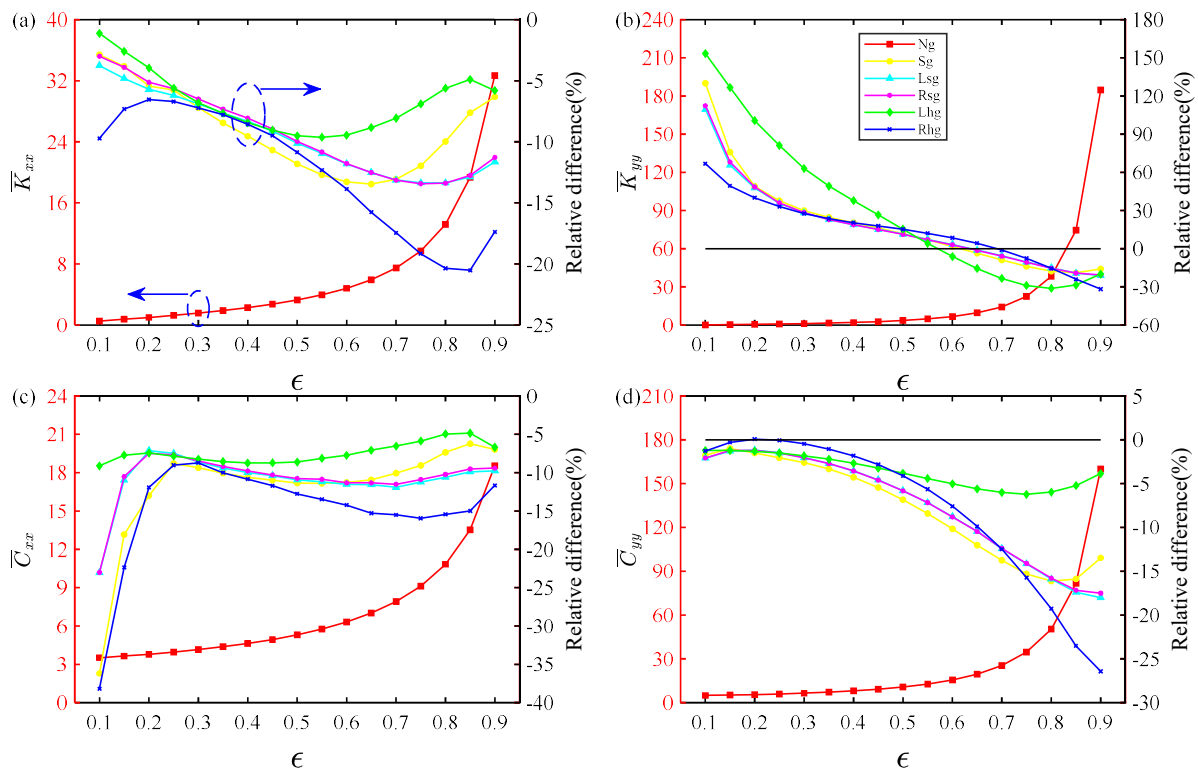 (a)
40
32
24
16
8
0
K̅xx
0
-5
-10
-15
-20
-25
Relative difference(%)
0.1 0.2 0.3 0.4 0.5 0.6 0.7 0.8 0.9
ϵ
(b)
240
210
180
150
120
90
60
30
0
K̅yy
Ng
Sg
Lsg
Rsg
Lhg
Rhg
180
150
120
90
60
30
0
-30
-60
Relative difference(%)
0.1 0.2 0.3 0.4 0.5 0.6 0.7 0.8 0.9
ϵ
(c)
24
21
18
15
12
9
6
3
0
C̅xx
0
-5
-10
-15
-20
-25
-30
-35
-40
Relative difference(%)
0.1 0.2 0.3 0.4 0.5 0.6 0.7 0.8 0.9
ϵ
(d)
210
180
150
120
90
60
30
0
C̅yy
5
0
-5
-10
-15
-20
-25
-30
Relative difference(%)
0.1 0.2 0.3 0.4 0.5 0.6 0.7 0.8 0.9
ϵ